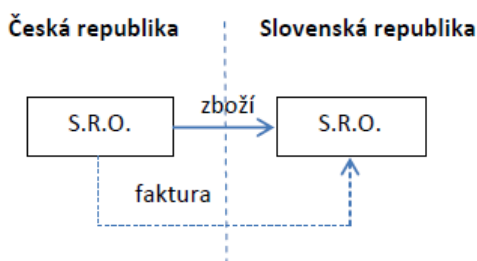 Česká republika
Slovenská republika
zboží
S.R.O.
S.R.O.
faktura